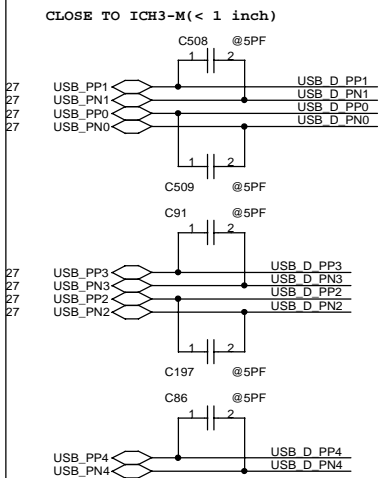 CLOSE TO ICH3-M(< 1 inch)
C508 @5PF
1 2
27 USB_PP1 USB_D_PP1
27 USB_PN1 USB_D_PN1
27 USB_PP0 USB_D_PP0
27 USB_PN0 USB_D_PN0
1 2
C509 @5PF
C91 @5PF
1 2
27 USB_PP3 USB_D_PP3
27 USB_PN3 USB_D_PN3
27 USB_PP2 USB_D_PP2
27 USB_PN2 USB_D_PN2
1 2
C197 @5PF
C86 @5PF
1 2
USB_PP4 USB_D_PP4
USB_PN4 USB_D_PN4